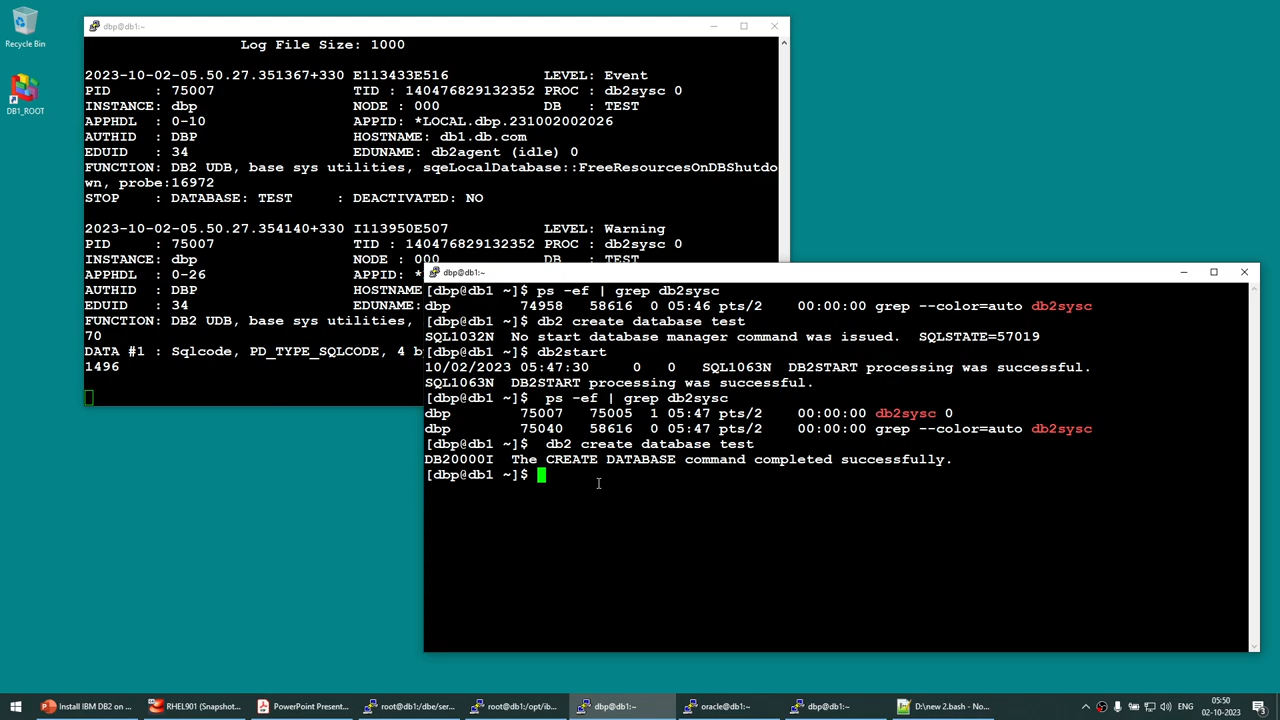 Recycle Bin
DB1_ROOT
dbp@db1:~
Log File Size: 1000
2023-10-02-05.50.27.351367+330 E113433E516 LEVEL: Event
PID : 75007 TID : 140476829132352 PROC : db2sysc 0
INSTANCE: dbp NODE : 000 DB : TEST
APPHDL : 0-10 APPID: *LOCAL.dbp.231002002026
AUTHID : DBP HOSTNAME: db1.db.com
EDUID : 34 EDUNAME: db2agent (idle) 0
FUNCTION: DB2 UDB, base sys utilities, sqeLocalDatabase::FreeResourcesOnDBShutdo
wn, probe:16972
STOP : DATABASE: TEST : DEACTIVATED: NO
2023-10-02-05.50.27.354140+330 I113950E507 LEVEL: Warning
PID : 75007 TID : 140476829132352 PROC : db2sysc 0
INSTANCE: dbp NODE : 000 DB : TEST
APPHDL : 0-26 APPID: *
AUTHID : DBP HOSTNAME:
EDUID : 34 EDUNAME:
FUNCTION: DB2 UDB, base sys utilities,
70
DATA #1 : Sqlcode, PD_TYPE_SQLCODE, 4 b
1496
dbp@db1:~
[dbp@db1 ~]$ ps -ef | grep db2sysc
dbp 74958 58616 0 05:46 pts/2 00:00:00 grep --color=auto db2sysc
[dbp@db1 ~]$ db2 create database test
SQL1032N No start database manager command was issued. SQLSTATE=57019
[dbp@db1 ~]$ db2start
10/02/2023 05:47:30 0 0 SQL1063N DB2START processing was successful.
SQL1063N DB2START processing was successful.
[dbp@db1 ~]$ ps -ef | grep db2sysc
dbp 75007 75005 1 05:47 pts/2 00:00:00 db2sysc 0
dbp 75040 58616 0 05:47 pts/2 00:00:00 grep --color=auto db2sysc
[dbp@db1 ~]$ db2 create database test
DB20000I The CREATE DATABASE command completed successfully.
[dbp@db1 ~]$
Install IBM DB2 on ...
RHEL901 (Snapshot...
PowerPoint Present...
root@db1:/dbe/ser...
root@db1:/opt/ib...
dbp@db1:~
oracle@db1:~
dbp@db1:~
D:\new 2.bash - No...
ENG
05:50
02-10-2023